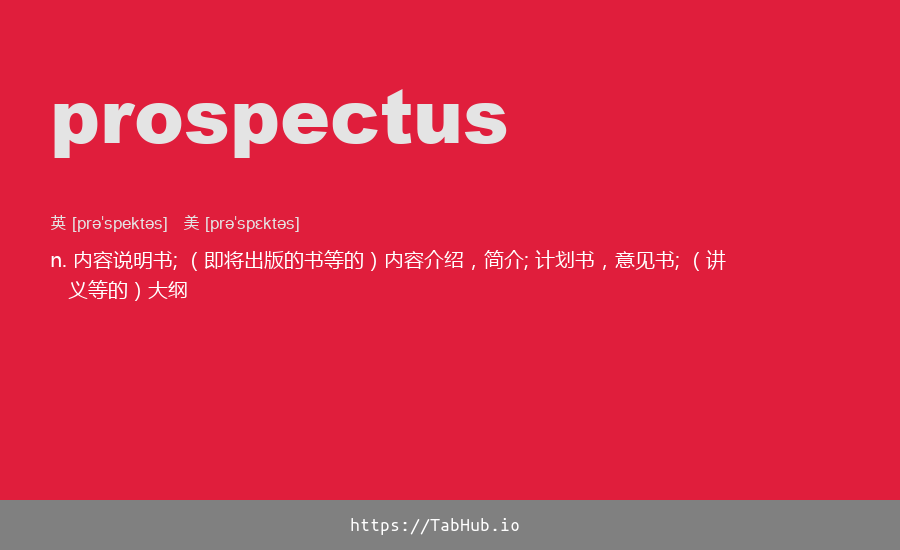 prospectus
英 [prə'spektəs] 美 [prəˈspɛktəs]
n. 内容说明书; （即将出版的书等的）内容介绍，简介; 计划书，意见书; （讲
义等的）大纲
https://TabHub.io